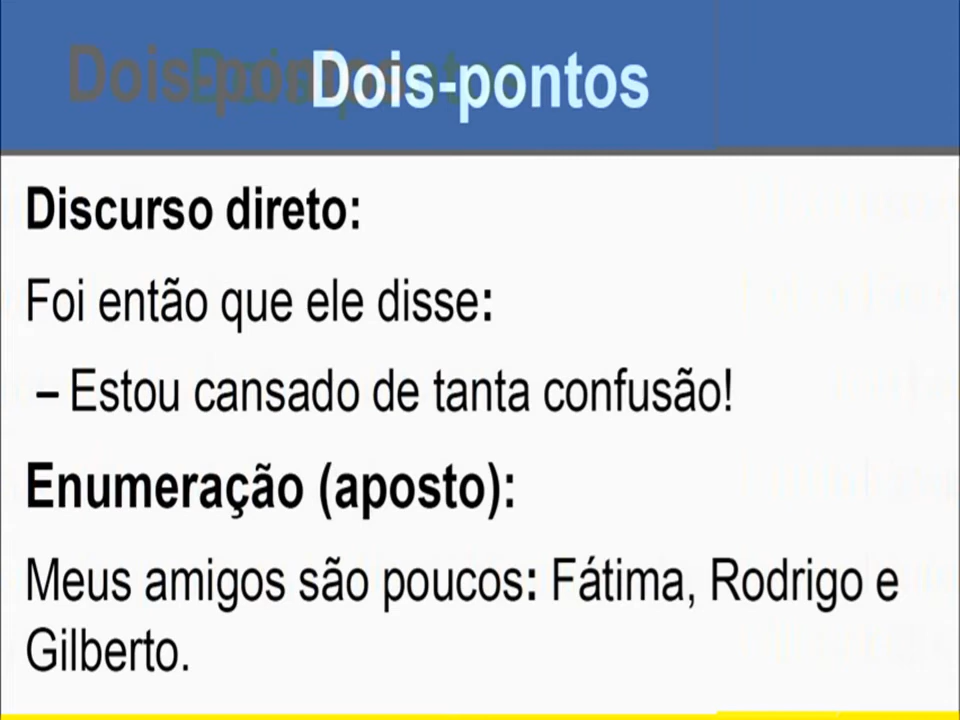 Dois-pontos
Discurso direto:
Foi então que ele disse:
– Estou cansado de tanta confusão!
Enumeração (aposto):
Meus amigos são poucos: Fátima, Rodrigo e
Gilberto.